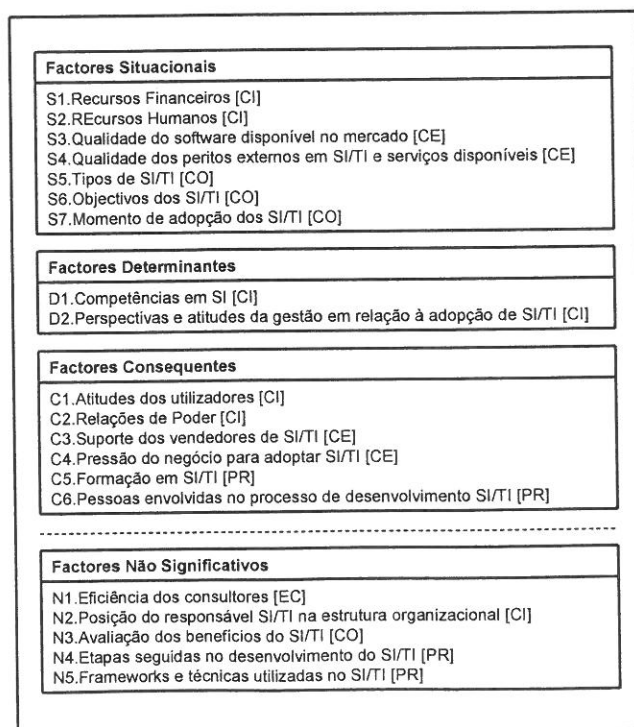 Factores Situacionais
S1.Recursos Financeiros [CI]
S2.REcursos Humanos [CI]
S3.Qualidade do software disponível no mercado [CE]
S4.Qualidade dos peritos externos em SI/TI e serviços disponíveis [CE]
S5.Tipos de SI/TI [CO]
S6.Objectivos dos SI/TI [CO]
S7.Momento de adopção dos SI/TI [CO]
Factores Determinantes
D1.Competências em SI [CI]
D2.Perspectivas e atitudes da gestão em relação à adopção de SI/TI [CI]
Factores Consequentes
C1.Atitudes dos utilizadores [CI]
C2.Relações de Poder [CI]
C3.Suporte dos vendedores de SI/TI [CE]
C4.Pressão do negócio para adoptar SI/TI [CE]
C5.Formação em SI/TI [PR]
C6.Pessoas envolvidas no processo de desenvolvimento SI/TI [PR]
Factores Não Significativos
N1.Eficiência dos consultores [EC]
N2.Posição do responsável SI/TI na estrutura organizacional [CI]
N3.Avaliação dos benefícios do SI/TI [CO]
N4.Etapas seguidas no desenvolvimento do SI/TI [PR]
N5.Frameworks e técnicas utilizadas no SI/TI [PR]